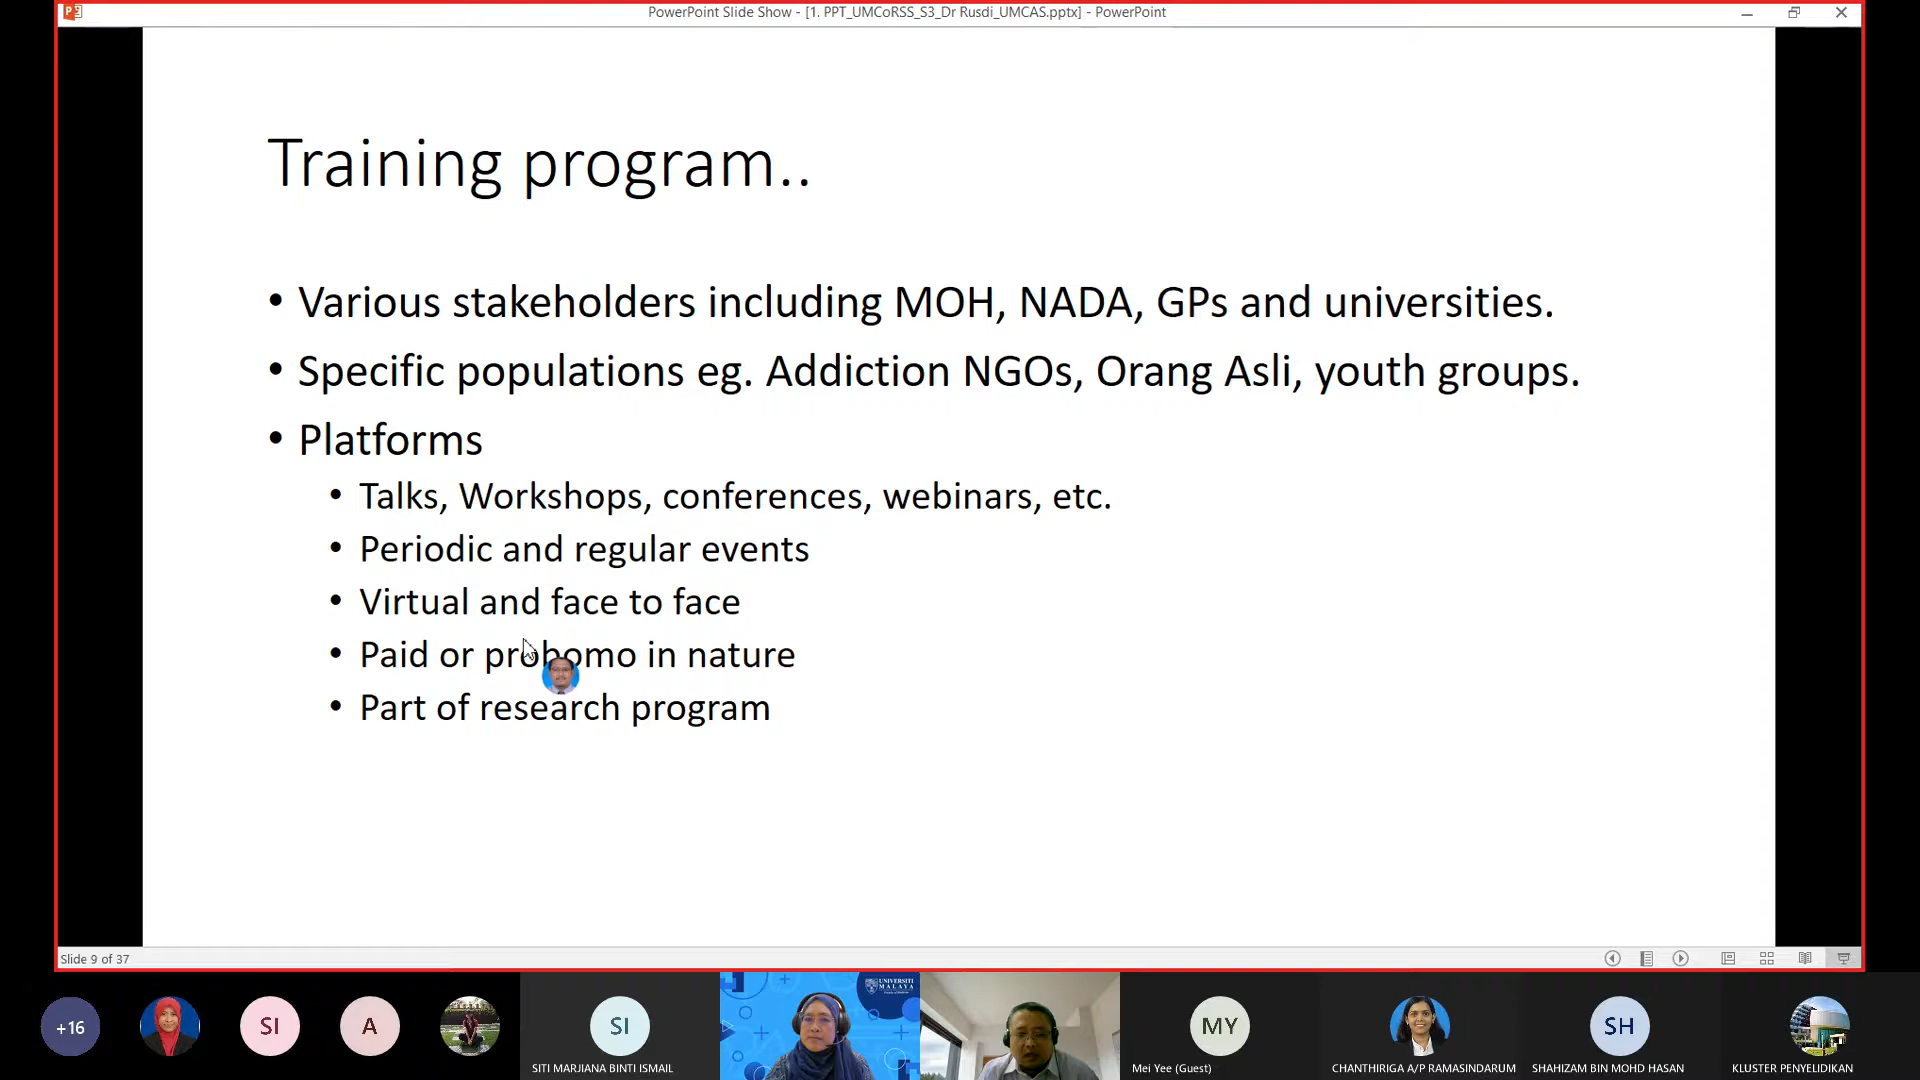 PowerPoint Slide Show - [1. PPT_UMCoRSS_S3_Dr Rusdi_UMCAS.pptx] - PowerPoint
Training program..
• Various stakeholders including MOH, NADA, GPs and universities.
• Specific populations eg. Addiction NGOs, Orang Asli, youth groups.
• Platforms
• Talks, Workshops, conferences, webinars, etc.
• Periodic and regular events
• Virtual and face to face
• Paid or probomo in nature
• Part of research program
Slide 9 of 37
+16
SI
A
SI
SITI MARJIANA BINTI ISMAIL
UNIVERSITI
MALAYA
MY
Mei Yee (Guest)
CHANTHIRIGA A/P RAMASINDARUM
SH
SHAHIZAM BIN MOHD HASAN
KLUSTER PENYELIDIKAN